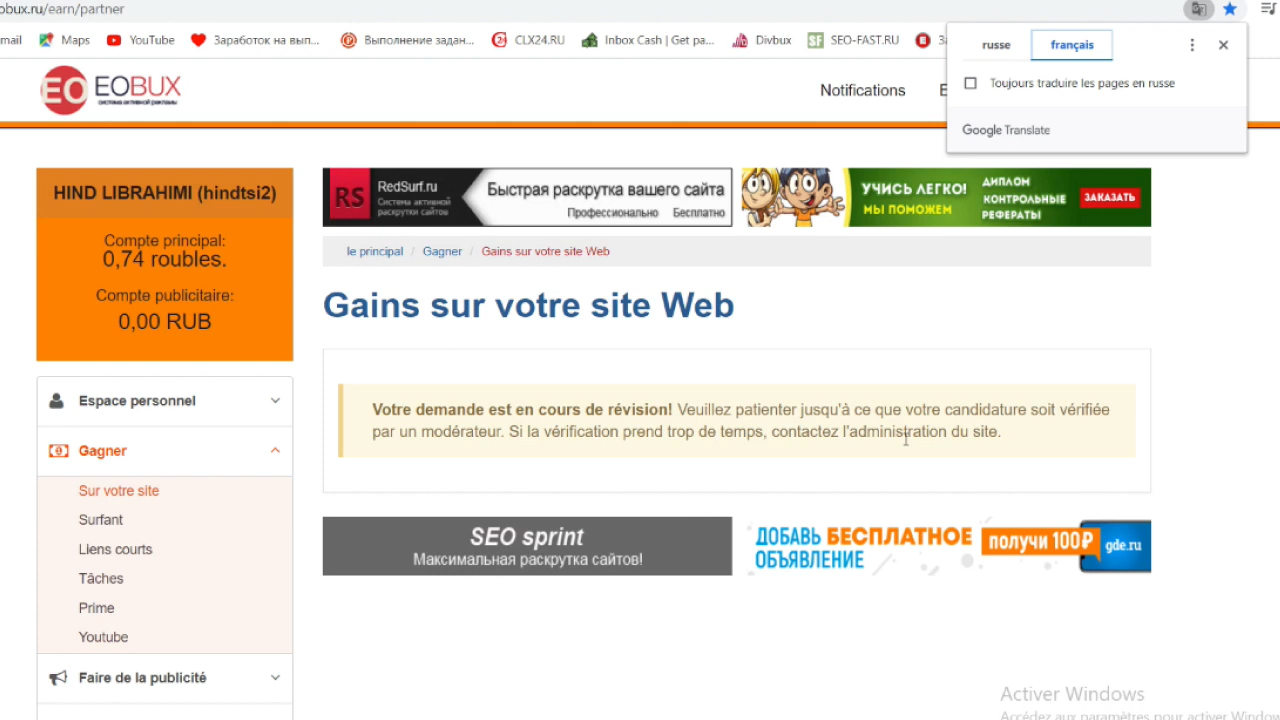 obux.ru/earn/partner
mail Maps YouTube Заработок на вып... Выполнение задан... CLX24.RU Inbox Cash | Get pa... Divbux SEO-FAST.RU
russe français
Toujours traduire les pages en russe
Google Translate
EO EOBUX
система активной рекламы
Notifications E
HIND LIBRAHIMI (hindtsi2)
Compte principal:
0,74 roubles.
Compte publicitaire:
0,00 RUB
RS RedSurf.ru
Система активной
раскрутки сайтов
Быстрая раскрутка вашего сайта
Профессионально Бесплатно
УЧИСЬ ЛЕГКО!
МЫ ПОМОЖЕМ
ДИПЛОМ
КОНТРОЛЬНЫЕ
РЕФЕРАТЫ
ЗАКАЗАТЬ
le principal / Gagner / Gains sur votre site Web
Gains sur votre site Web
Votre demande est en cours de révision! Veuillez patienter jusqu'à ce que votre candidature soit vérifiée
par un modérateur. Si la vérification prend trop de temps, contactez l'administration du site.
Espace personnel
Gagner
Sur votre site
Surfant
Liens courts
Tâches
Prime
Youtube
Faire de la publicité
SEO sprint
Максимальная раскрутка сайтов!
ДОБАВЬ БЕСПЛАТНОЕ
ОБЪЯВЛЕНИЕ
ПОЛУЧИ 100₽
gde.ru
Activer Windows
Accédez aux paramètres pour activer Window